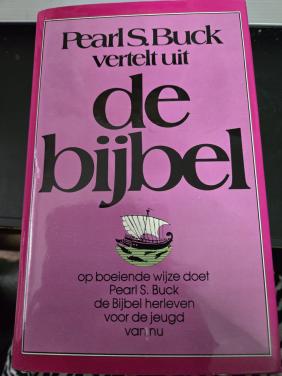 Pearl S. Buck
vertelt uit
de
bijbel
op boeiende wijze doet
Pearl S. Buck
de Bijbel herleven
voor de jeugd
van nu